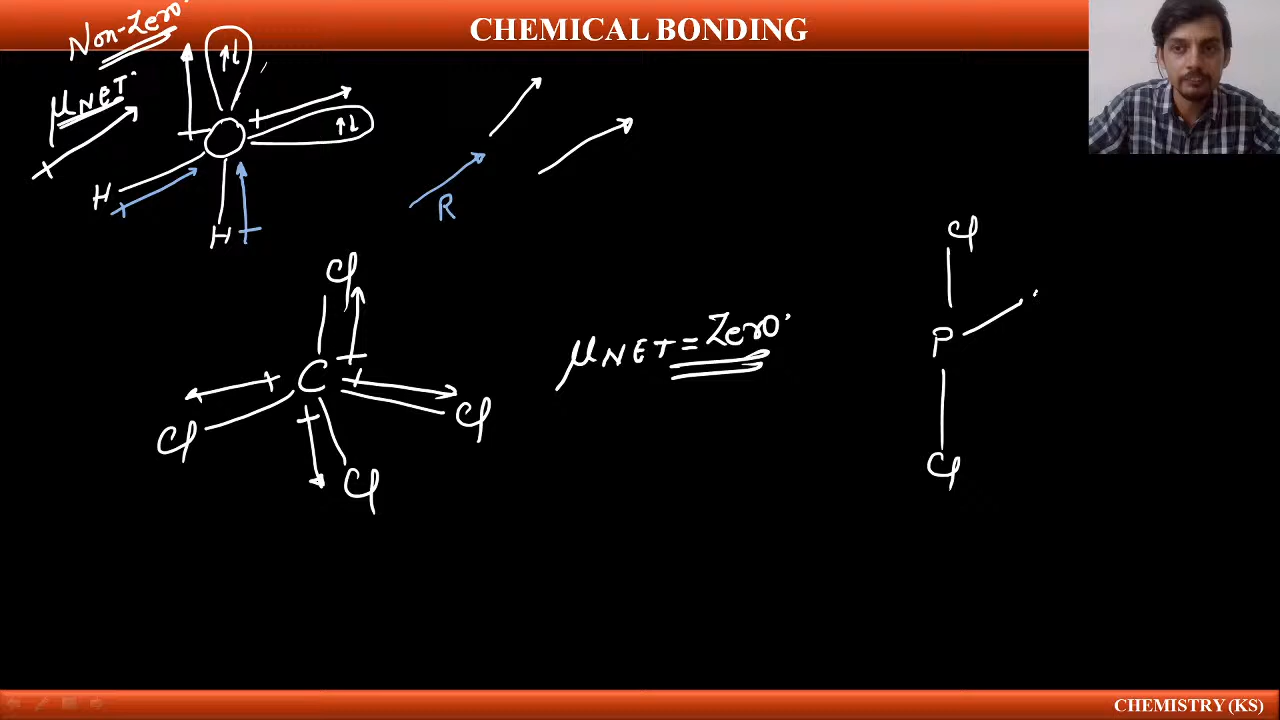 CHEMICAL BONDING
Non-Zero
μNET
H
H
R
Cl
C
Cl
Cl
Cl
μNET = Zero
Cl
P
Cl
CHEMISTRY (KS)